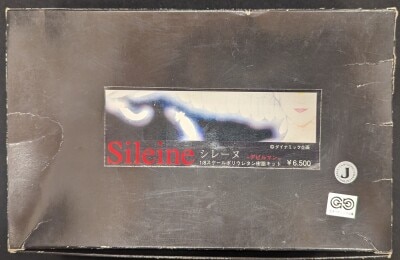 ©ダイナミック企画
Sileine シレーヌ -デビルマン-
1/8スケールポリウレタン樹脂キット ¥6,500
J